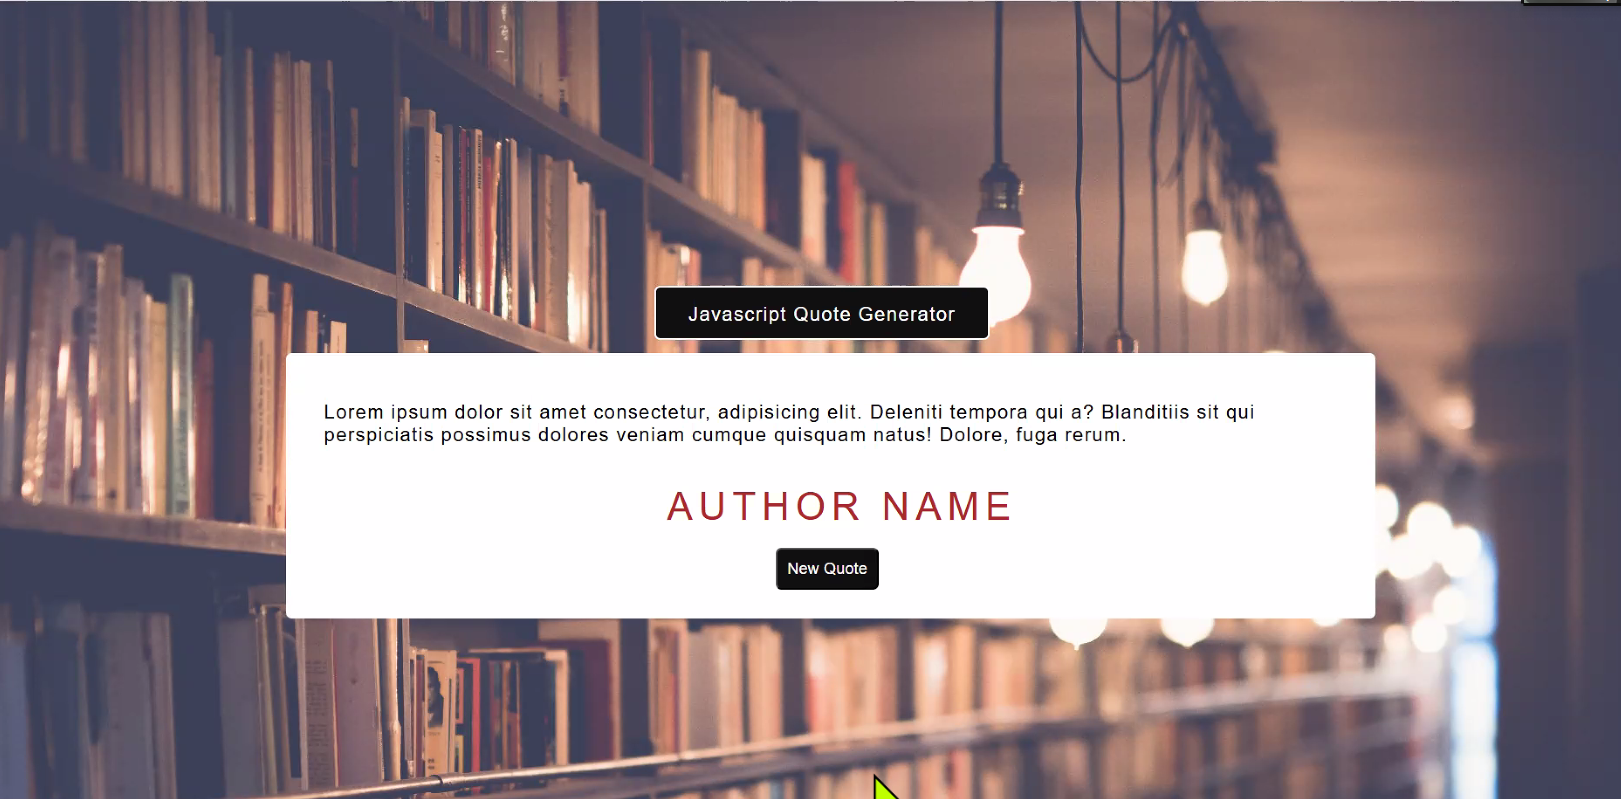 Javascript Quote Generator
Lorem ipsum dolor sit amet consectetur, adipisicing elit. Deleniti tempora qui a? Blanditiis sit qui
perspiciatis possimus dolores veniam cumque quisquam natus! Dolore, fuga rerum.
AUTHOR NAME
New Quote